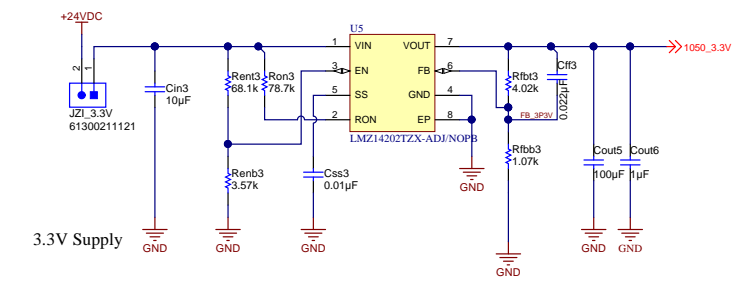 +24VDC
2
1
JZI_3.3V
61300211121
Cin3
10µF
Rent3
68.1k
Ron3
78.7k
Renb3
3.57k
Css3
0.01µF
U5
1 VIN
3 EN
5 SS
2 RON
VOUT 7
FB 6
GND 4
EP 8
LMZ14202TZX-ADJ/NOPB
Rfbt3
4.02k
Cff3
0.022µF
FB_3P3V
Rfbb3
1.07k
Cout5
100µF
Cout6
1µF
1050_3.3V
GND
GND
GND
GND
GND
GND
GND
3.3V Supply